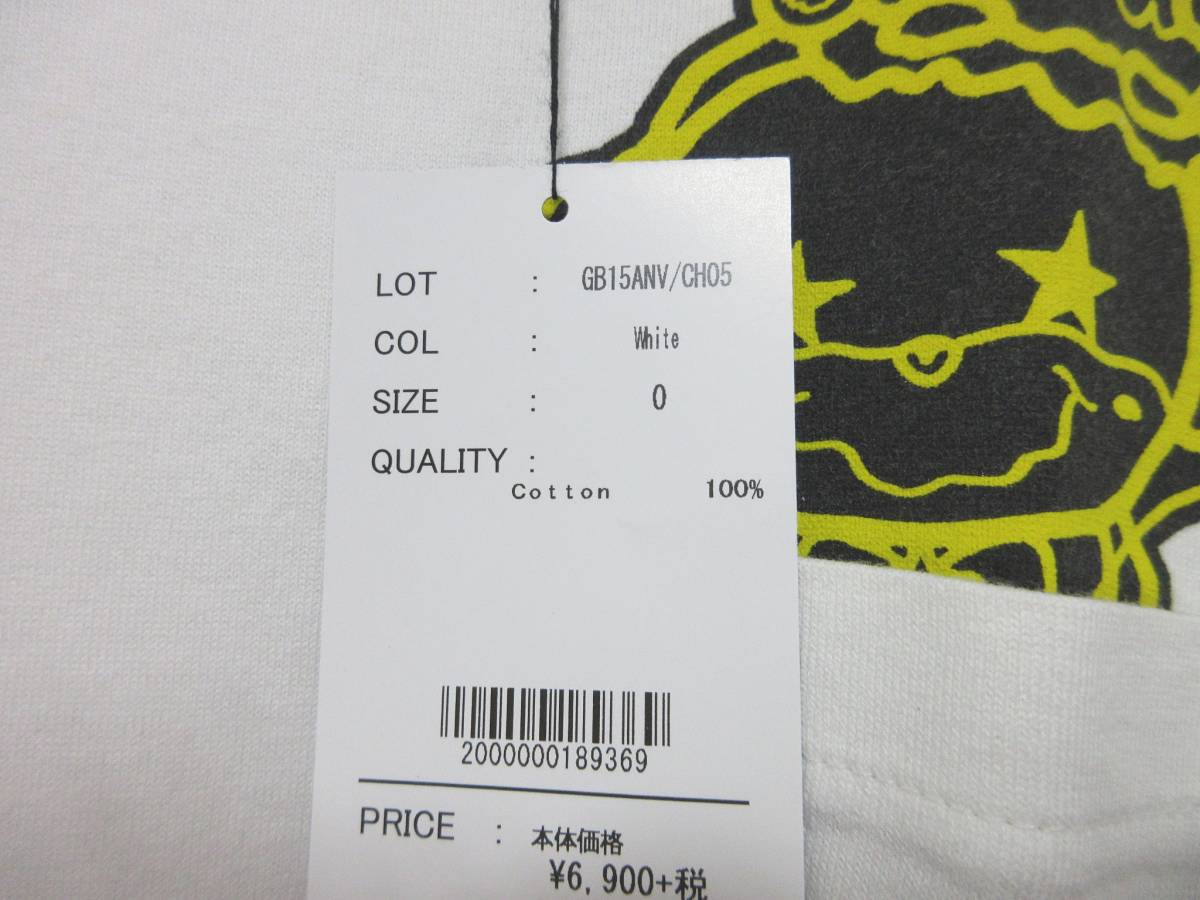 LOT : GB15ANV/CH05
COL : White
SIZE : 0
QUALITY :
Cotton 100%
2000000189369
PRICE : 本体価格
¥6,900+税